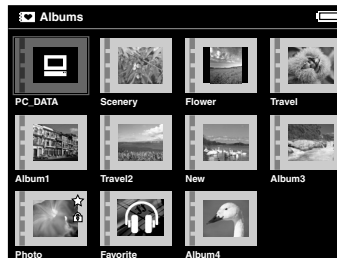 Albums
PC_DATA Scenery Flower Travel
Album1 Travel2 New Album3
Photo Favorite Album4